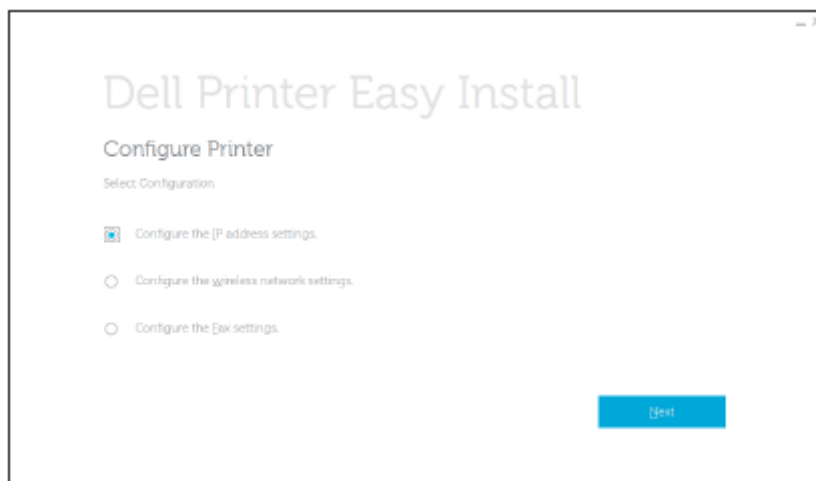 Dell Printer Easy Install
Configure Printer
Select Configuration
Configure the IP address settings.
Configure the wireless network settings.
Configure the Fax settings.
Next